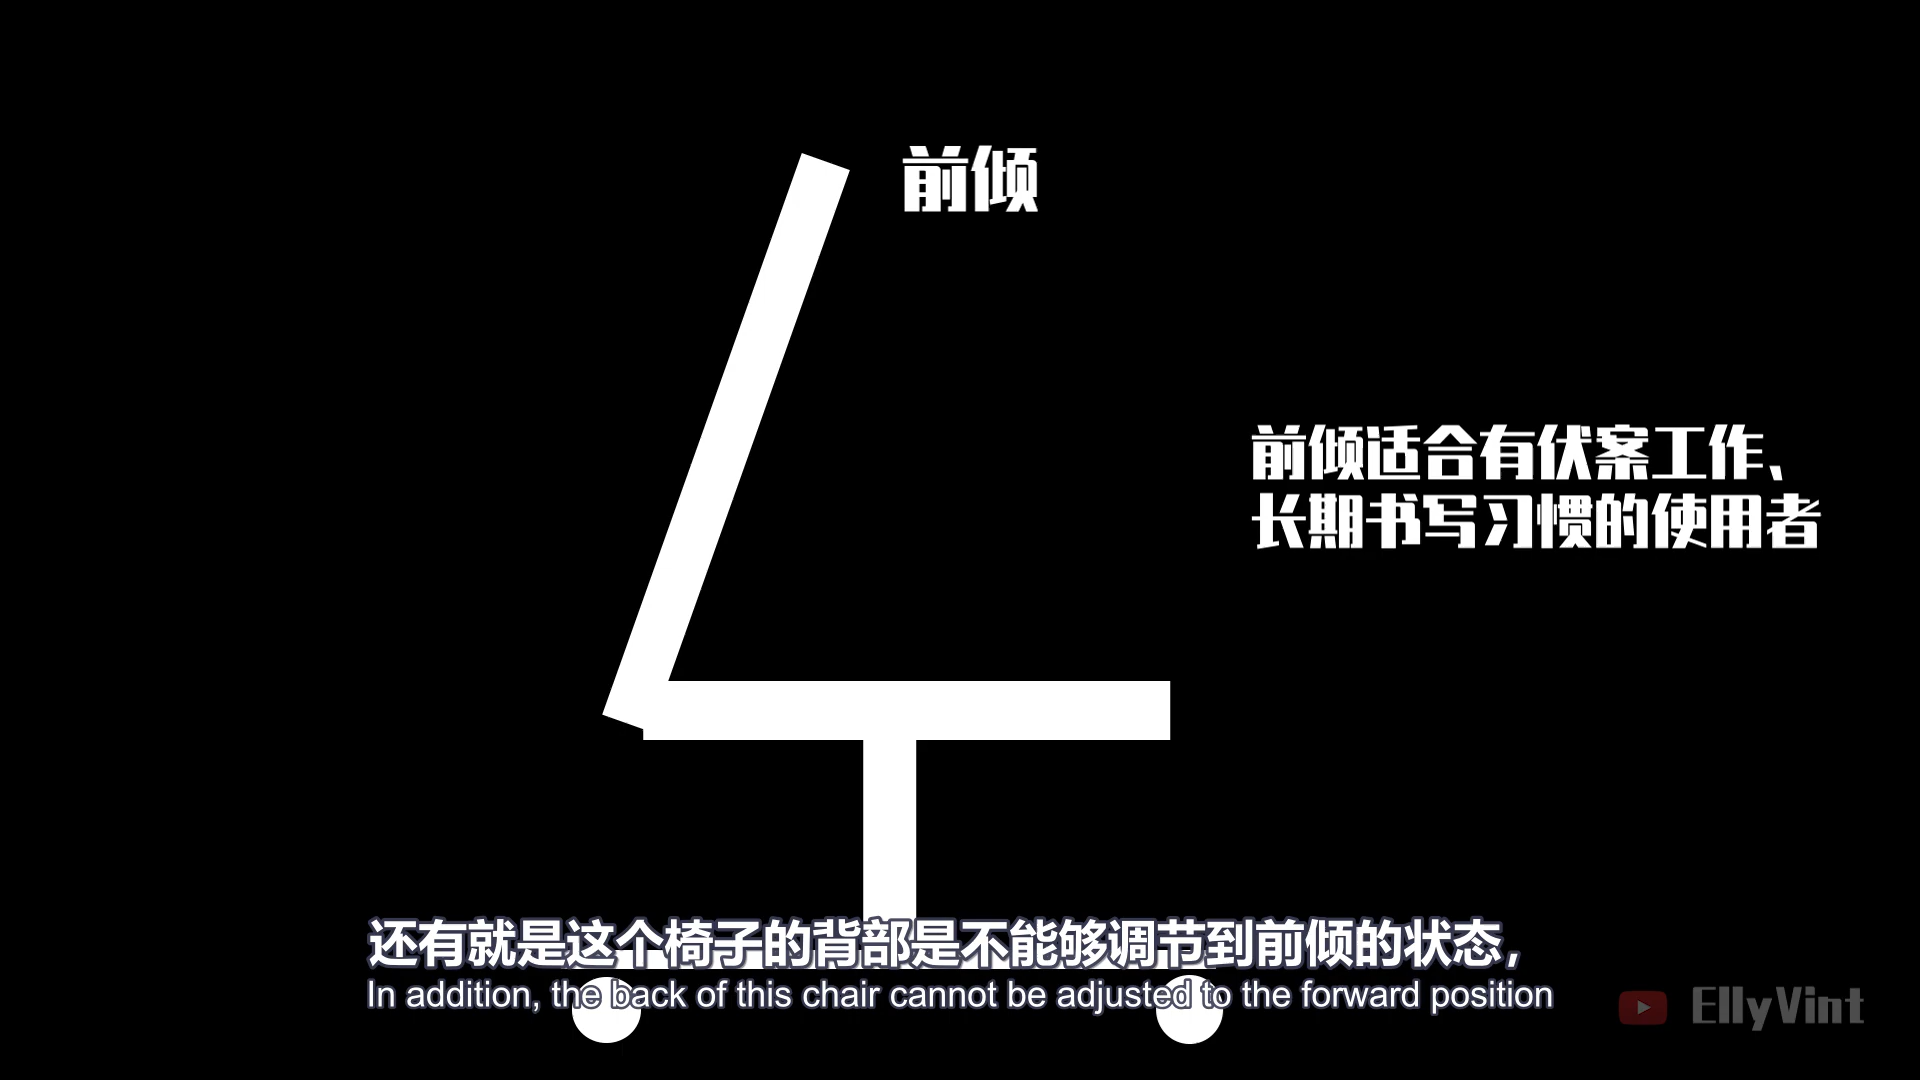 前倾
前倾适合有伏案工作、
长期书写习惯的使用者
还有就是这个椅子的背部是不能够调节到前倾的状态，
In addition, the back of this chair cannot be adjusted to the forward position
EllyVint